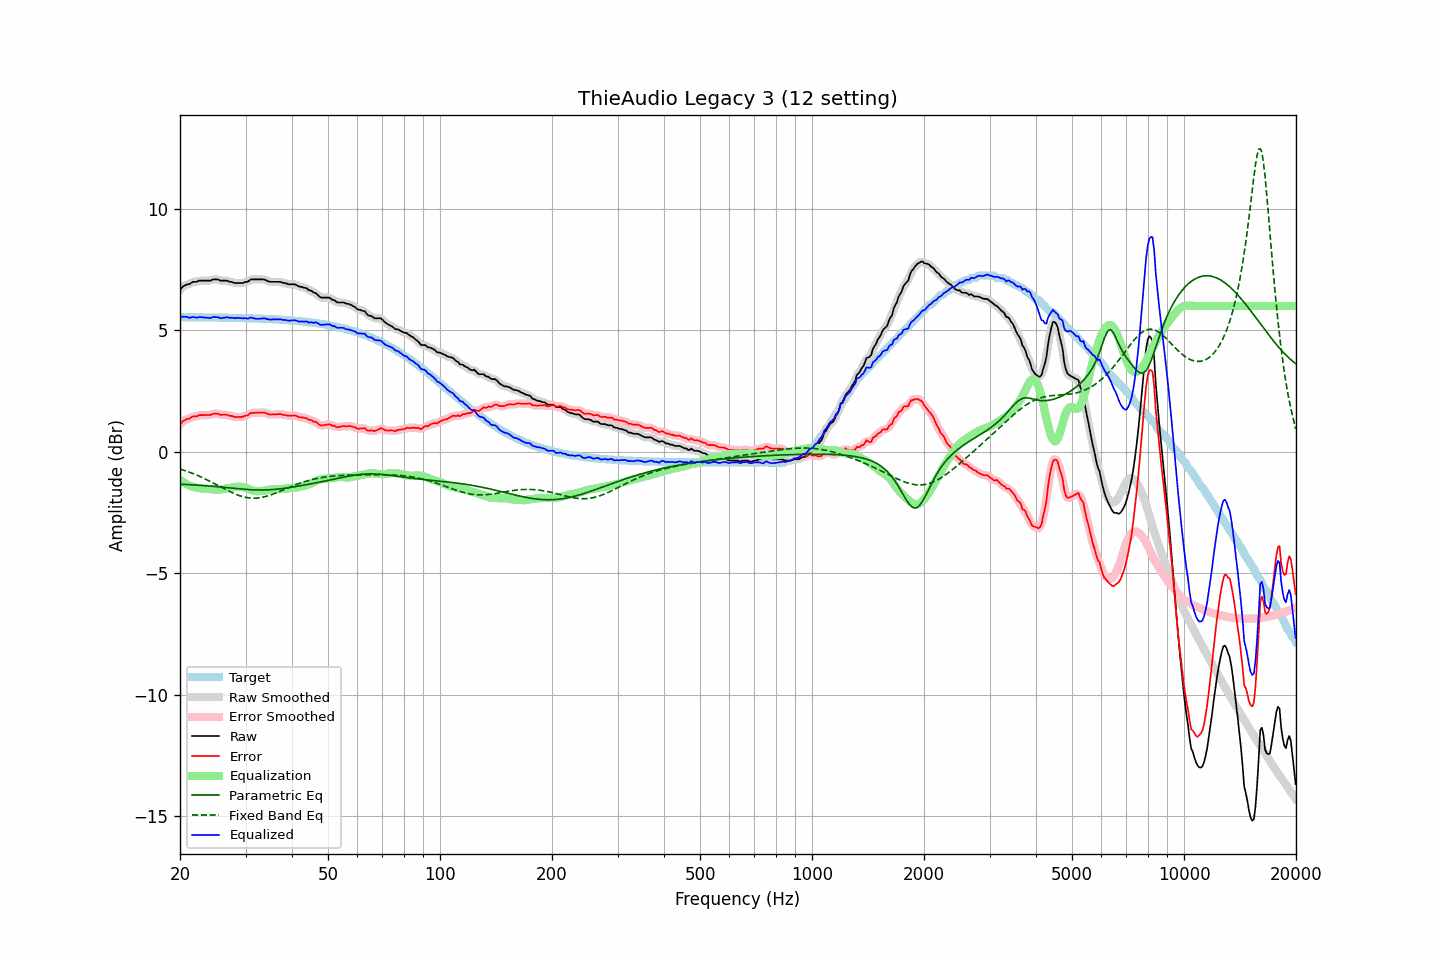 ThieAudio Legacy 3 (12 setting)
Amplitude (dBr)
10
5
0
−5
−10
−15
Target
Raw Smoothed
Error Smoothed
Raw
Error
Equalization
Parametric Eq
Fixed Band Eq
Equalized
20 50 100 200 500 1000 2000 5000 10000 20000
Frequency (Hz)